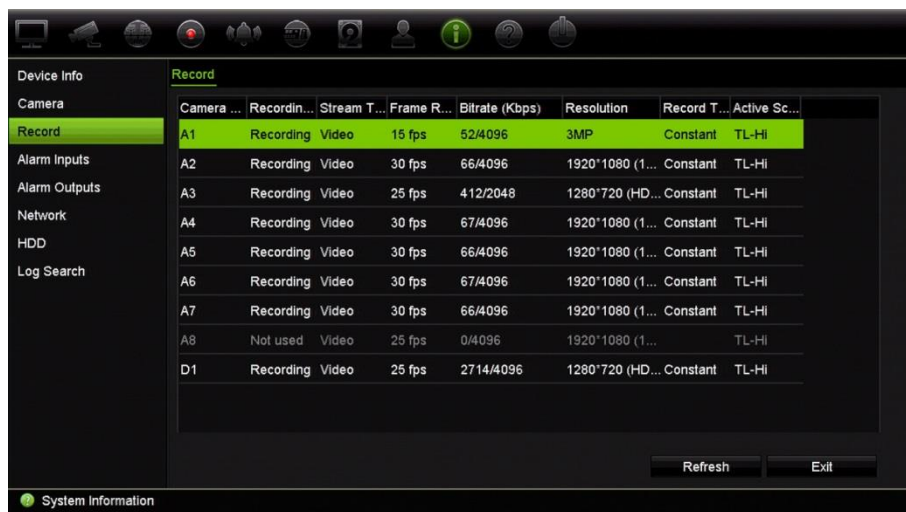 Device Info
Camera
Record
Alarm Inputs
Alarm Outputs
Network
HDD
Log Search
Record
Camera ... Recordin... Stream T... Frame R... Bitrate (Kbps) Resolution Record T... Active Sc...
A1 Recording Video 15 fps 52/4096 3MP Constant TL-Hi
A2 Recording Video 30 fps 66/4096 1920*1080 (1... Constant TL-Hi
A3 Recording Video 25 fps 412/2048 1280*720 (HD... Constant TL-Hi
A4 Recording Video 30 fps 67/4096 1920*1080 (1... Constant TL-Hi
A5 Recording Video 30 fps 66/4096 1920*1080 (1... Constant TL-Hi
A6 Recording Video 30 fps 67/4096 1920*1080 (1... Constant TL-Hi
A7 Recording Video 30 fps 66/4096 1920*1080 (1... Constant TL-Hi
A8 Not used Video 25 fps 0/4096 1920*1080 (1... TL-Hi
D1 Recording Video 25 fps 2714/4096 1280*720 (HD... Constant TL-Hi
Refresh Exit
System Information